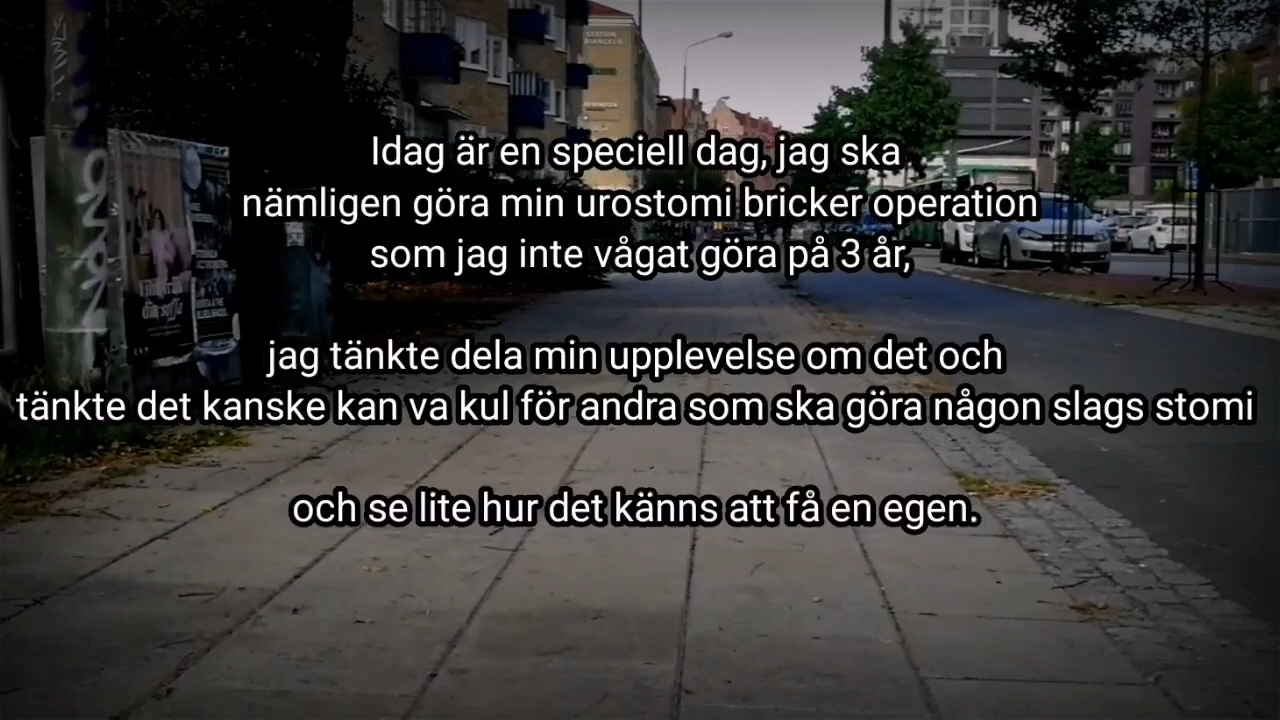 STATION
TRIANGELN
Idag är en speciell dag, jag ska
nämligen göra min urostomi bricker operation
som jag inte vågat göra på 3 år,
jag tänkte dela min upplevelse om det och
tänkte det kanske kan va kul för andra som ska göra någon slags stomi
och se lite hur det känns att få en egen.